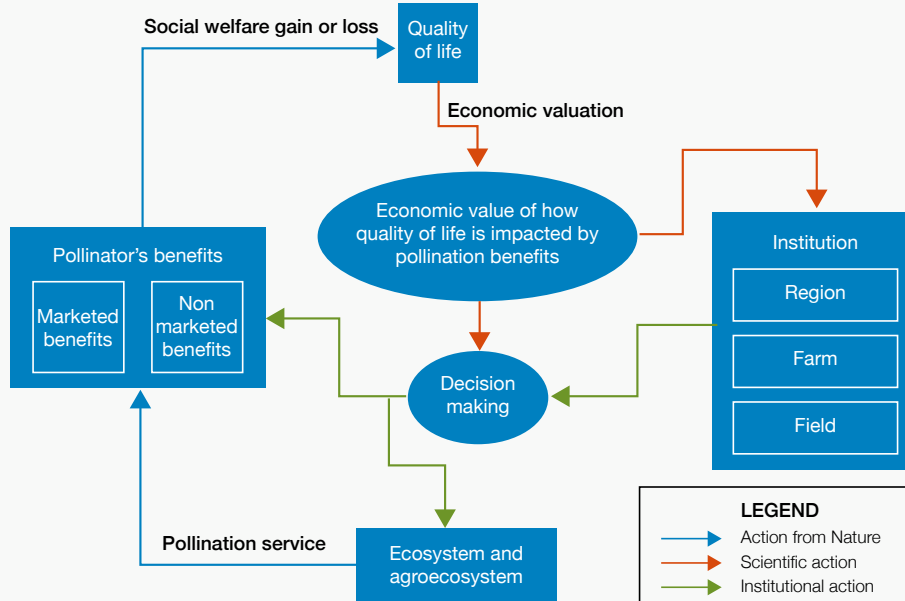 Social welfare gain or loss
Quality
of life
Economic valuation
Economic value of how
quality of life is impacted by
pollination benefits
Pollinator's benefits
Marketed
benefits
Non
marketed
benefits
Institution
Region
Farm
Field
Decision
making
Pollination service
Ecosystem and
agroecosystem
LEGEND
Action from Nature
Scientific action
Institutional action